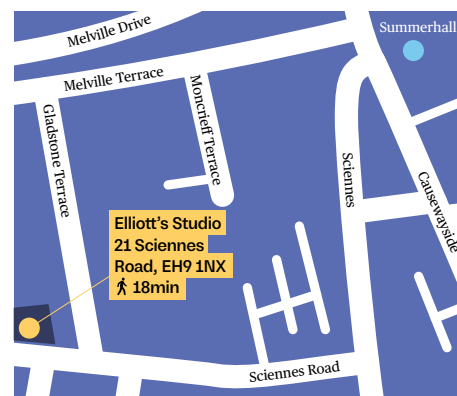 Melville Drive
Summerhall
Melville Terrace
Moncrieff Terrace
Gladstone Terrace
Sciennes
Causewayside
Elliott’s Studio
21 Sciennes
Road, EH9 1NX
18min
Sciennes Road